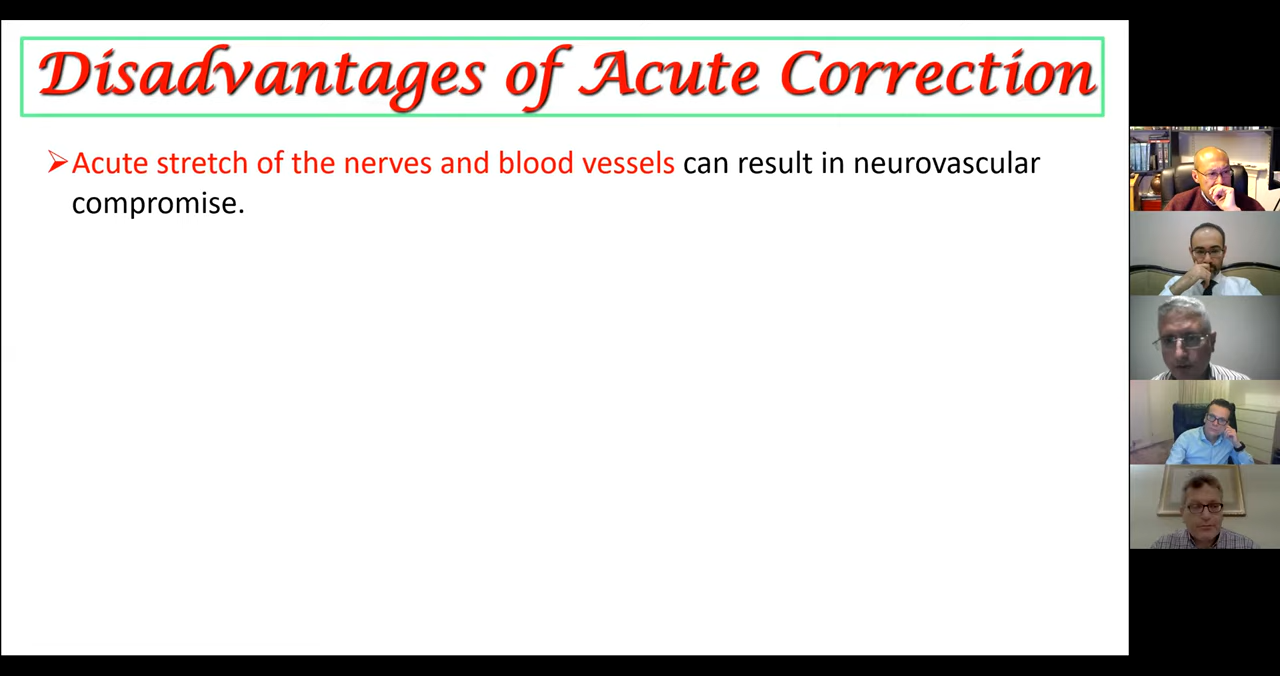 Disadvantages of Acute Correction
Acute stretch of the nerves and blood vessels can result in neurovascular
compromise.